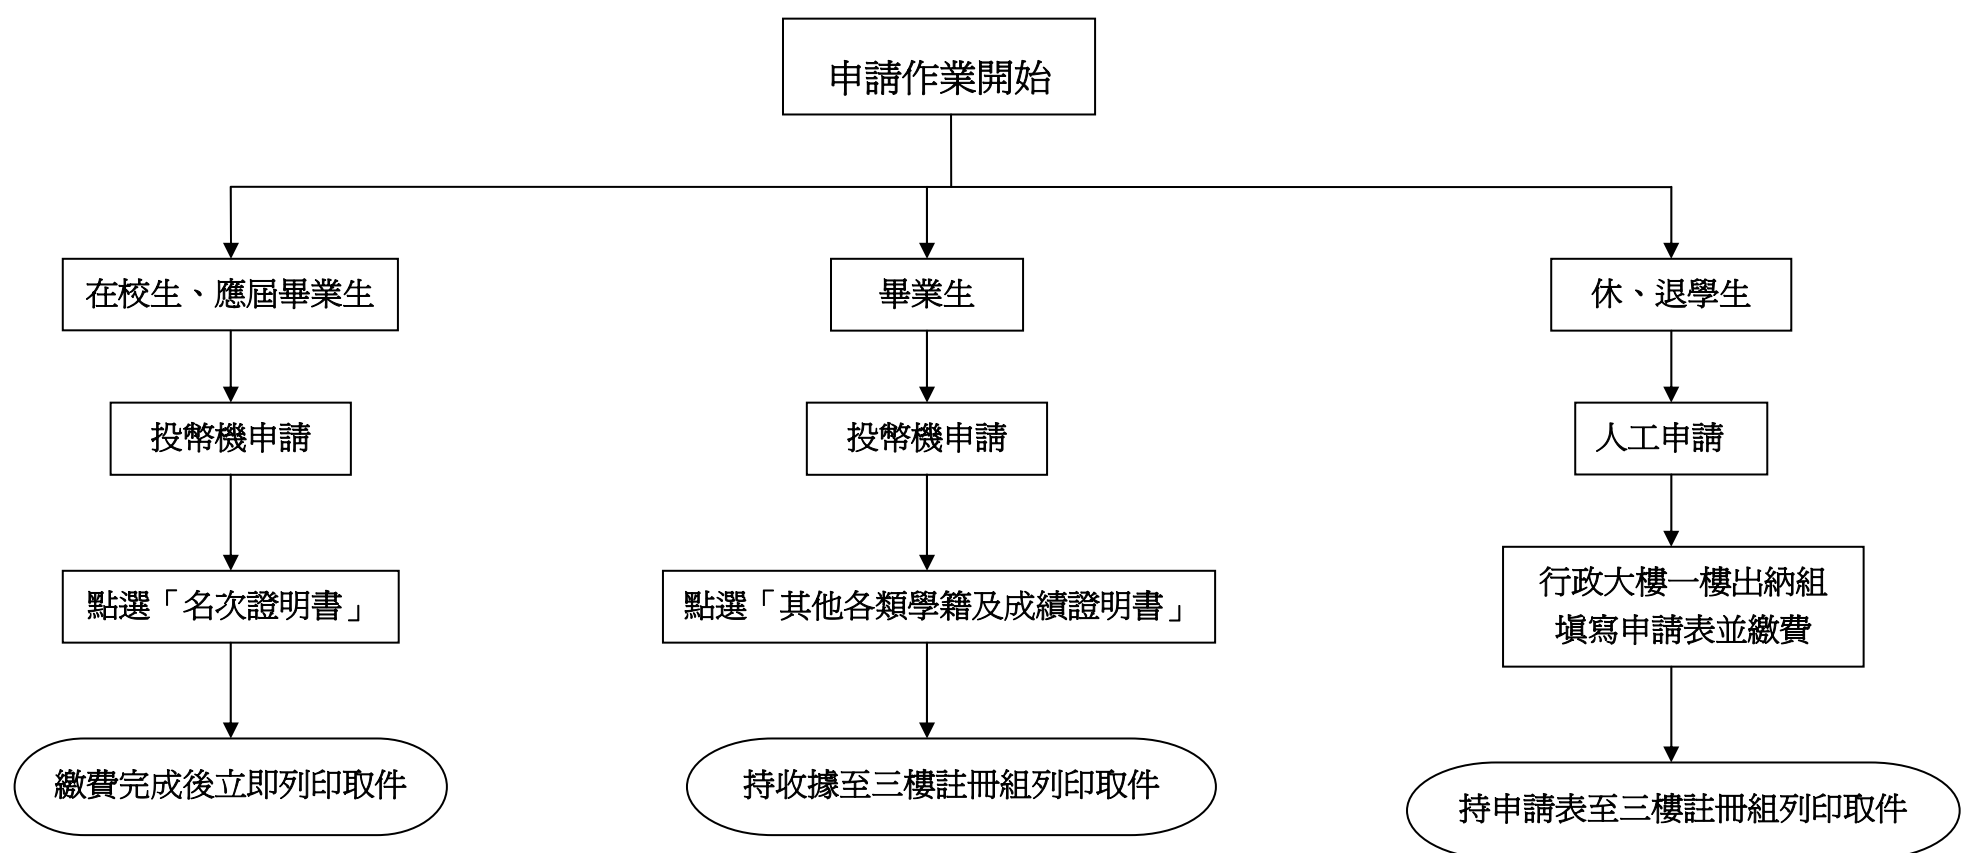 申請作業開始
在校生、應屆畢業生
畢業生
休、退學生
投幣機申請
投幣機申請
人工申請
點選「名次證明書」
點選「其他各類學籍及成績證明書」
行政大樓一樓出納組
填寫申請表並繳費
繳費完成後立即列印取件
持收據至三樓註冊組列印取件
持申請表至三樓註冊組列印取件